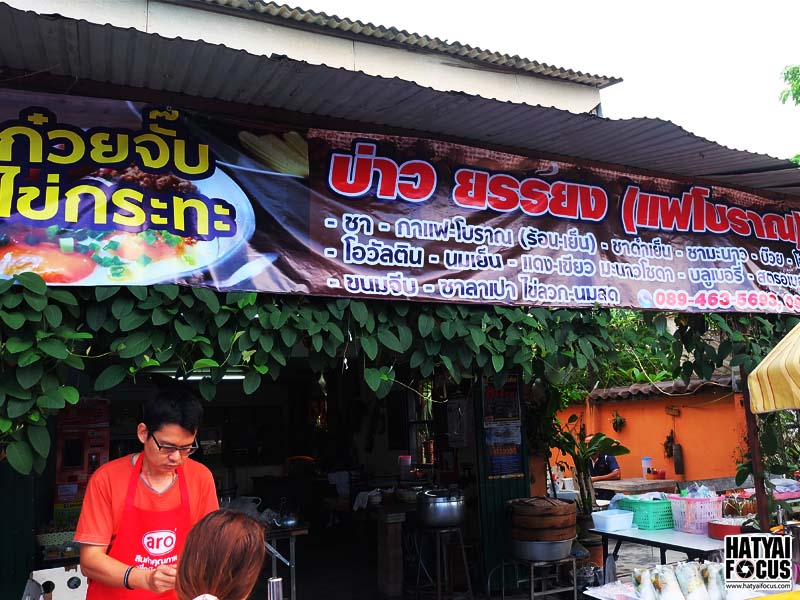 ก๋วยจั๊บ
ไข่กระทะ
บ่าว ยรรยง (แฟโบราณ)
- ชา - กาแฟ-โบราณ (ร้อน-เย็น) - ชาดำเย็น - ชามะนาว - บ๊วย -
- โอวัลติน - นมเย็น - แดง-เขียว มะนาวโซดา - บลูเบอรี่ -
- ขนมจีบ - ซาลาเปา ไข่ลวก-นมสด
089-463-5693,
aro
HATYAI
FOCUS
www.hatyaifocus.com